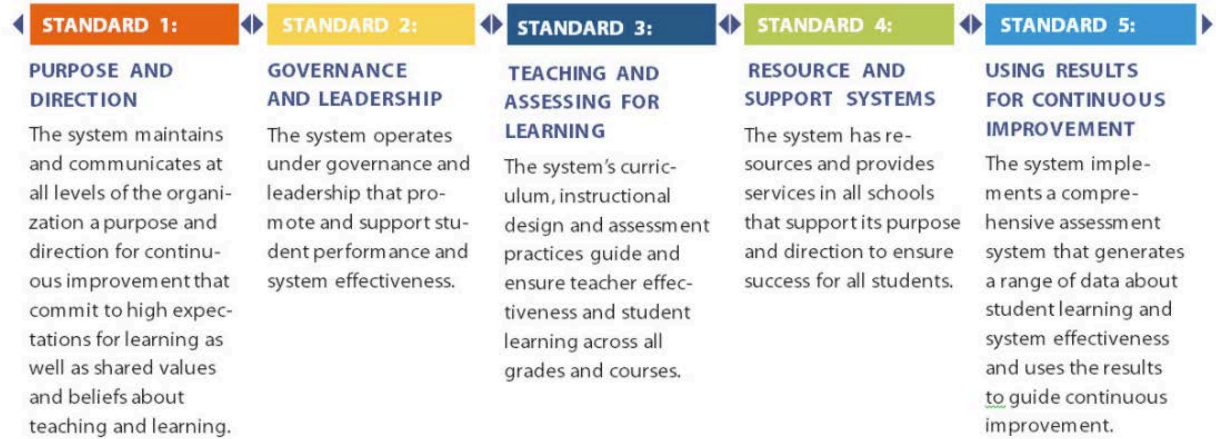 STANDARD 1:
PURPOSE AND
DIRECTION
The system maintains
and communicates at
all levels of the organi-
zation a purpose and
direction for continu-
ous improvement that
commit to high expec-
tations for learning as
well as shared values
and beliefs about
teaching and learning.
STANDARD 2:
GOVERNANCE
AND LEADERSHIP
The system operates
under governance and
leadership that pro-
mote and support stu-
dent performance and
system effectiveness.
STANDARD 3:
TEACHING AND
ASSESSING FOR
LEARNING
The system's curric-
ulum, instructional
design and assessment
practices guide and
ensure teacher effec-
tiveness and student
learning across all
grades and courses.
STANDARD 4:
RESOURCE AND
SUPPORT SYSTEMS
The system has re-
sources and provides
services in all schools
that support its purpose
and direction to ensure
success for all students.
STANDARD 5:
USING RESULTS
FOR CONTINUOUS
IMPROVEMENT
The system imple-
ments a compre-
hensive assessment
system that generates
a range of data about
student learning and
system effectiveness
and uses the results
to guide continuous
improvement.